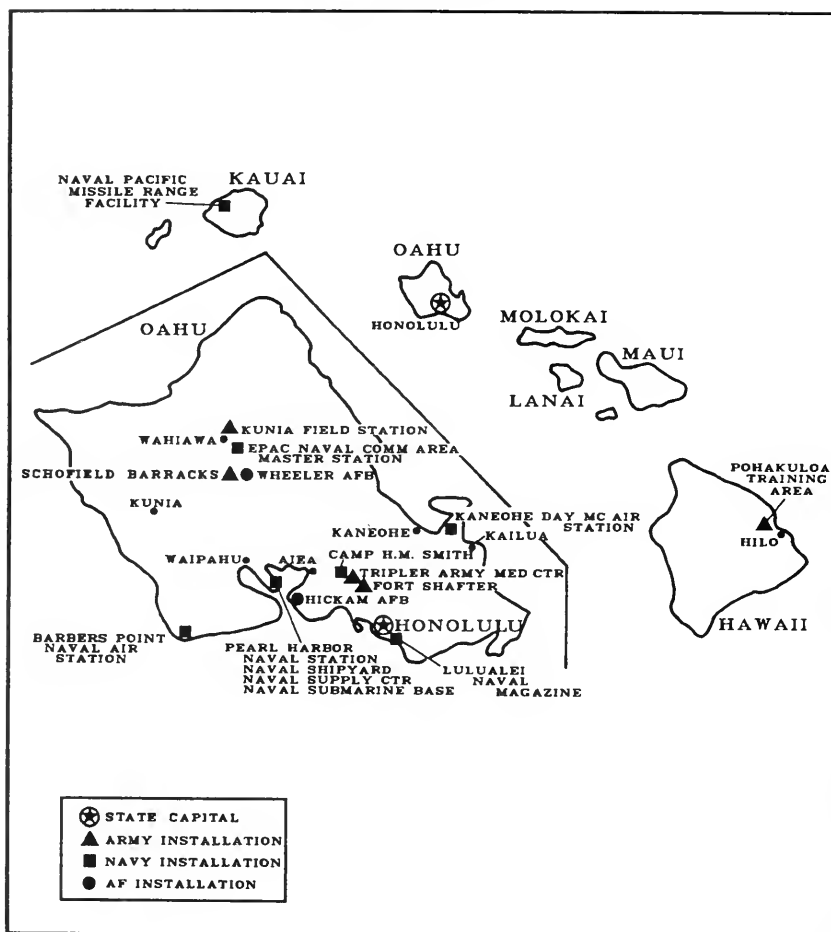 NAVAL PACIFIC
MISSILE RANGE
FACILITY
KAUAI
OAHU
HONOLULU
MOLOKAI
LANAI
MAUI
OAHU
KUNIA FIELD STATION
WAHIAWA
EPAC NAVAL COMM AREA
MASTER STATION
SCHOFIELD BARRACKS
WHEELER AFB
KUNIA
POHAKULOA
TRAINING
AREA
HILO
HAWAII
KANEOHE DAY MC AIR
STATION
KANEOHE
KAILUA
WAIPAHU
AIEA
CAMP H.M. SMITH
TRIPLER ARMY MED CTR
FORT SHAFTER
HICKAM AFB
HONOLULU
BARBERS POINT
NAVAL AIR
STATION
PEARL HARBOR
NAVAL STATION
NAVAL SHIPYARD
NAVAL SUPPLY CTR
NAVAL SUBMARINE BASE
LULUALEI
NAVAL
MAGAZINE
STATE CAPITAL
ARMY INSTALLATION
NAVY INSTALLATION
AF INSTALLATION